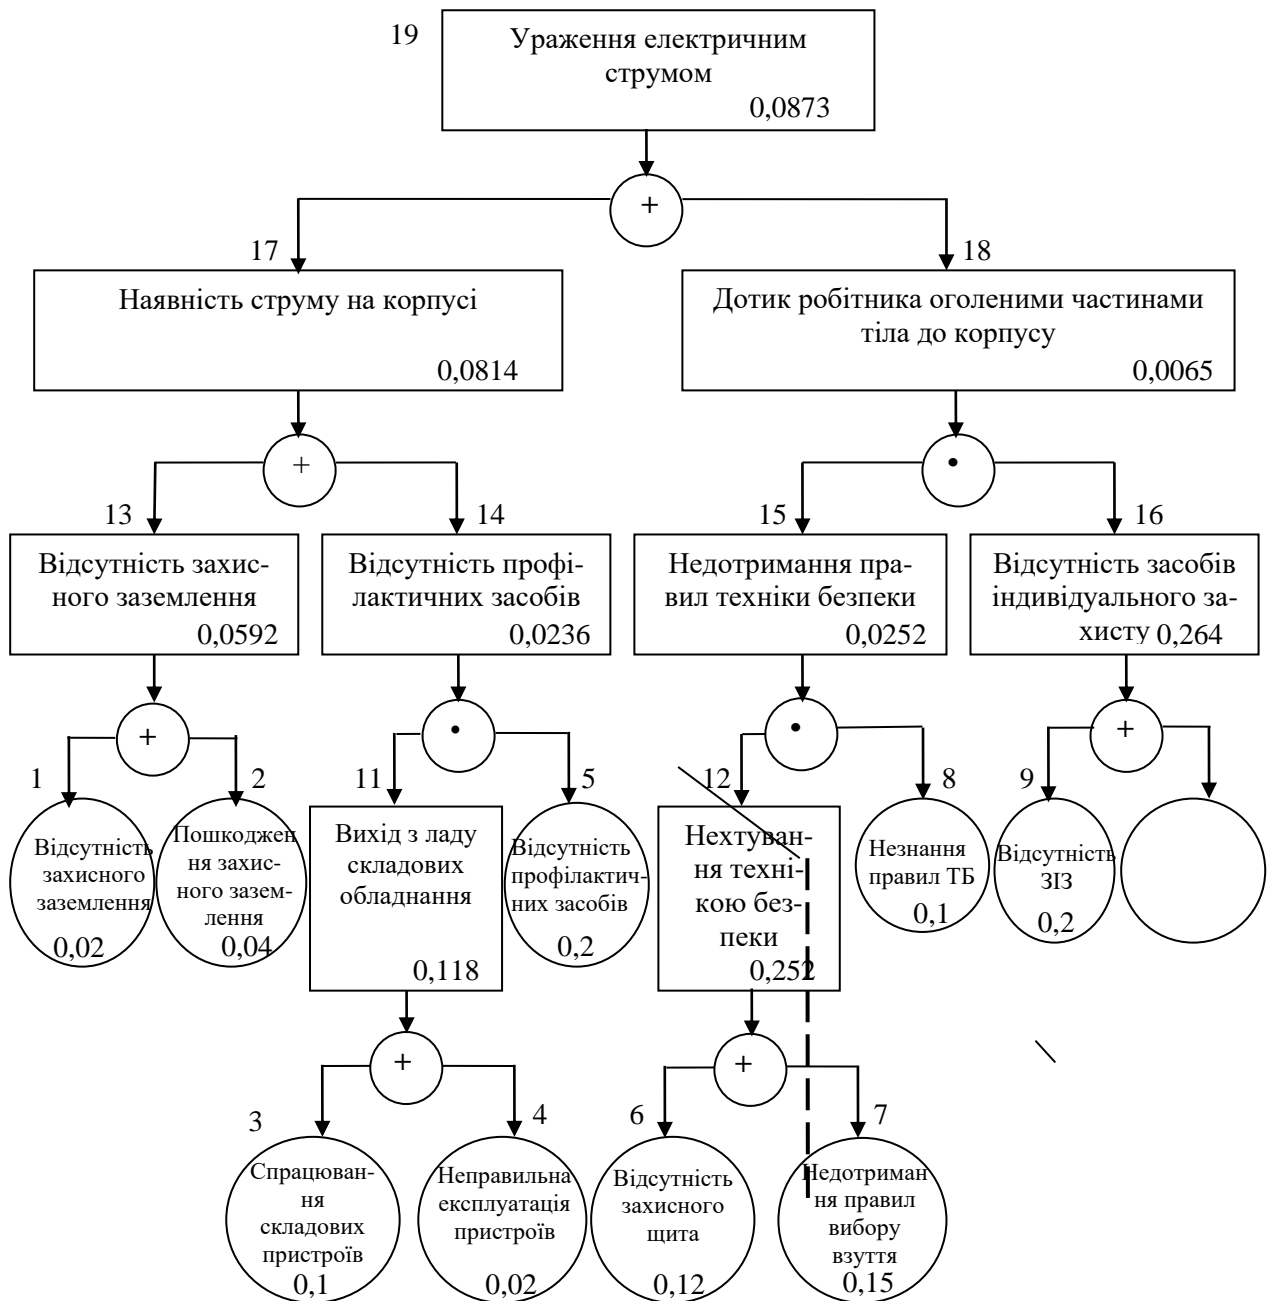 19
Ураження електричним
струмом
0,0873
+
17
18
Наявність струму на корпусі
0,0814
Дотик робітника оголеними частинами
тіла до корпусу
0,0065
+
•
13
14
15
16
Відсутність захис-
ного заземлення
0,0592
Відсутність профі-
лактичних засобів
0,0236
Недотримання пра-
вил техніки безпеки
0,0252
Відсутність засобів
індивідуального за-
хисту 0,264
+
•
•
+
1
2
11
5
12
8
9
Відсутність
захисного
заземлення
0,02
Пошкоджен
ня захис-
ного зазем-
лення
0,04
Вихід з ладу
складових
обладнання
0,118
Відсутність
профілактич-
них засобів
0,2
Нехтуван-
ня техні-
кою без-
пеки
0,252
Незнання
правил ТБ
0,1
Відсутність
ЗІЗ
0,2
+
+
3
4
6
7
Спрацюван-
ня
складових
пристроїв
0,1
Неправильна
експлуатація
пристроїв
0,02
Відсутність
захисного
щита
0,12
Недотриман
ня правил
вибору
взуття
0,15